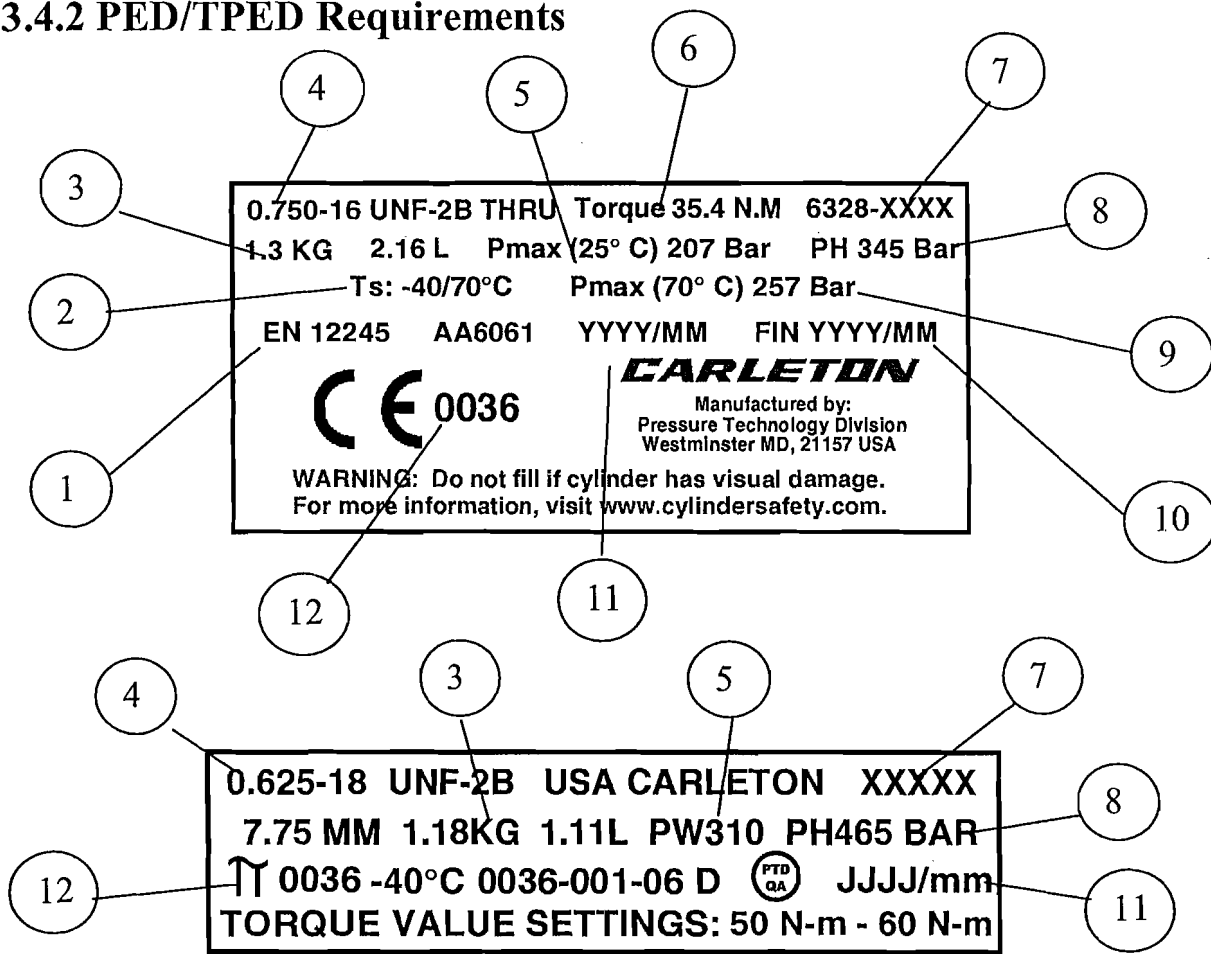 3.4.2 PED/TPED Requirements
6
4
5
7
3
8
0.750-16 UNF-2B THRU Torque 35.4 N.M 6328-XXXX
1.3 KG 2.16 L Pmax (25° C) 207 Bar PH 345 Bar
Ts: -40/70°C Pmax (70° C) 257 Bar
2
9
EN 12245 AA6061 YYYY/MM FIN YYYY/MM
CARLETON
CE 0036
Manufactured by:
Pressure Technology Division
Westminster MD, 21157 USA
1
10
WARNING: Do not fill if cylinder has visual damage.
For more information, visit www.cylindersafety.com.
12
11
4
3
5
7
0.625-18 UNF-2B USA CARLETON XXXXX
8
7.75 MM 1.18KG 1.11L PW310 PH465 BAR
12
π 0036 -40°C 0036-001-06 D PTD QA JJJJ/mm
11
TORQUE VALUE SETTINGS: 50 N-m - 60 N-m